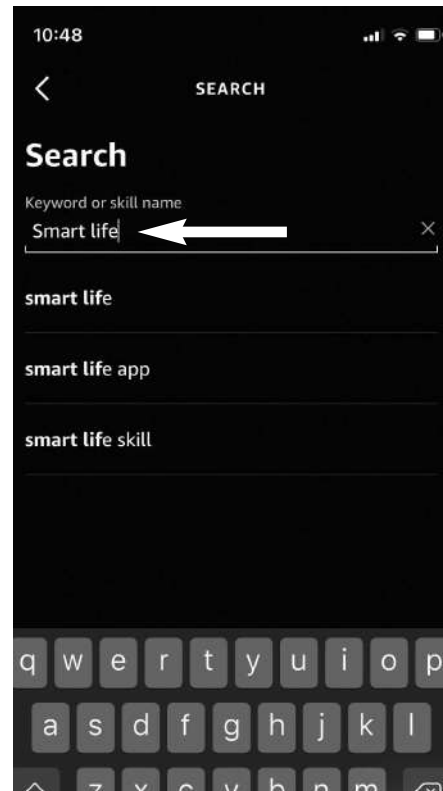 10:48
SEARCH
Search
Keyword or skill name
Smart life
smart life
smart life app
smart life skill
q w e r t y u i o p
a s d f g h j k l
z x c v b n m